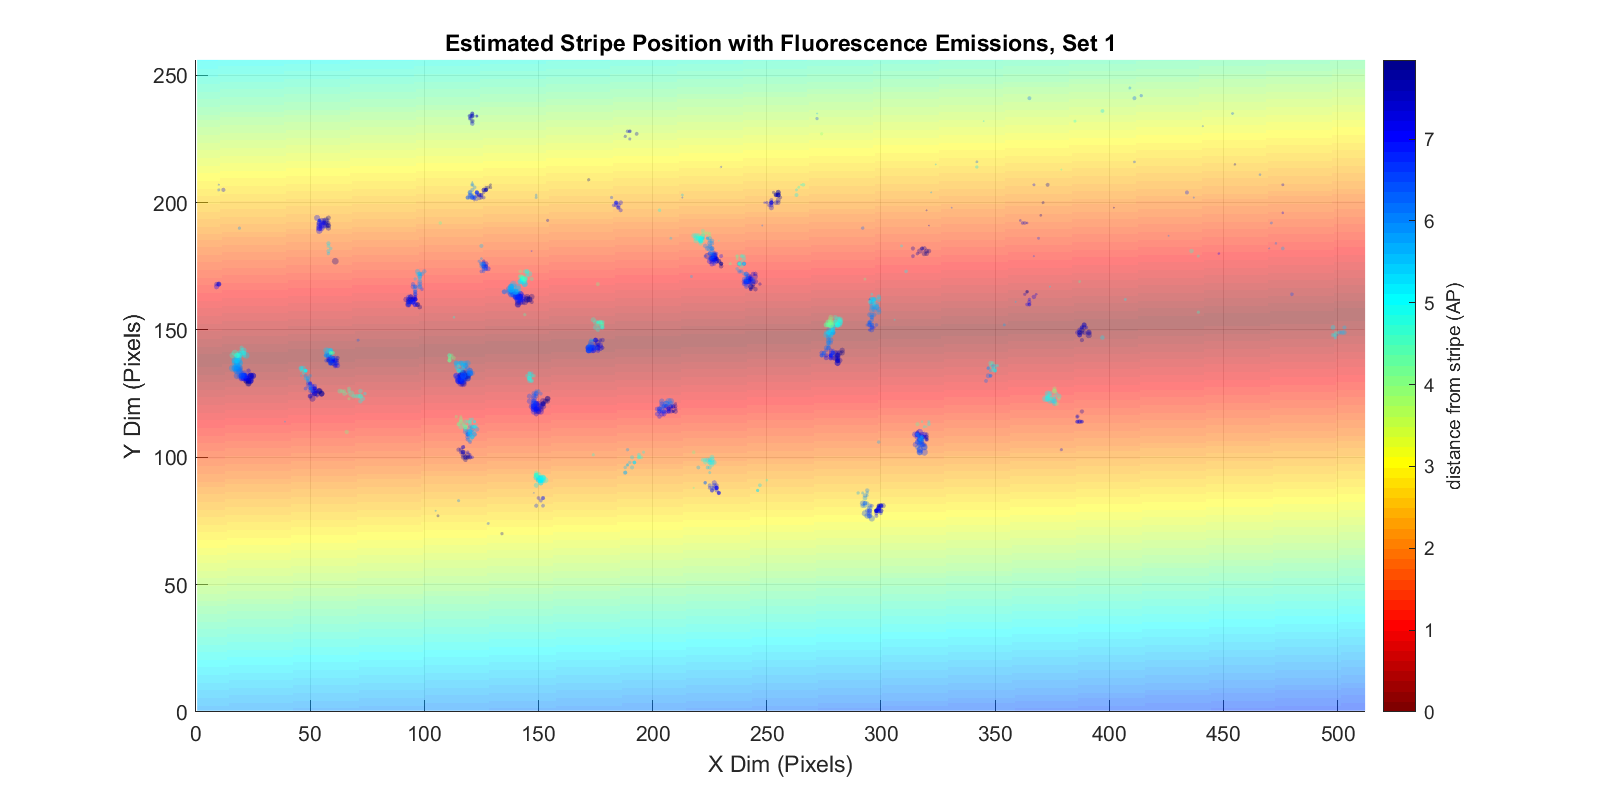 Estimated Stripe Position with Fluorescence Emissions, Set 1
250
200
150
100
50
0
Y Dim (Pixels)
0 50 100 150 200 250 300 350 400 450 500
X Dim (Pixels)
7
6
5
4
3
2
1
0
distance from stripe (AP)